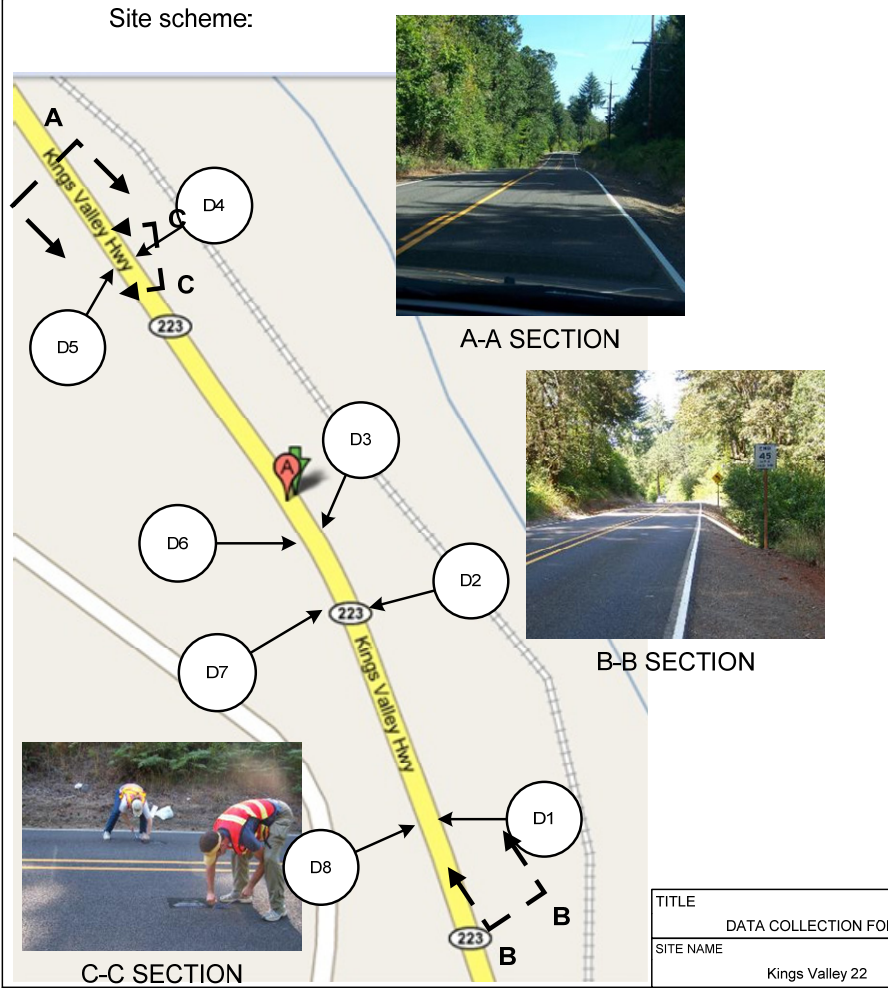 Site scheme:
A
Kings Valley Hwy
C
D4
C
D5
223
A-A SECTION
D3
A
45
D6
D2
223
B-B SECTION
D7
Kings Valley Hwy
D1
D8
B
223
B
C-C SECTION
TITLE
DATA COLLECTION FO
SITE NAME
Kings Valley 22